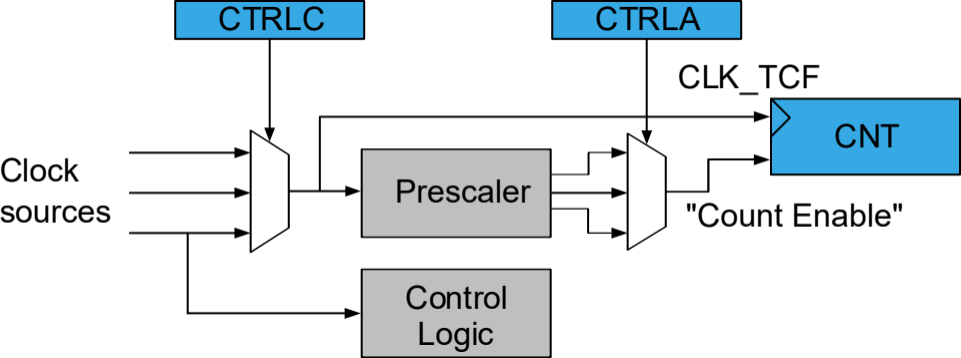 CTRLC
CTRLA
CLK_TCF
CNT
Clock
sources
Prescaler
"Count Enable"
Control
Logic